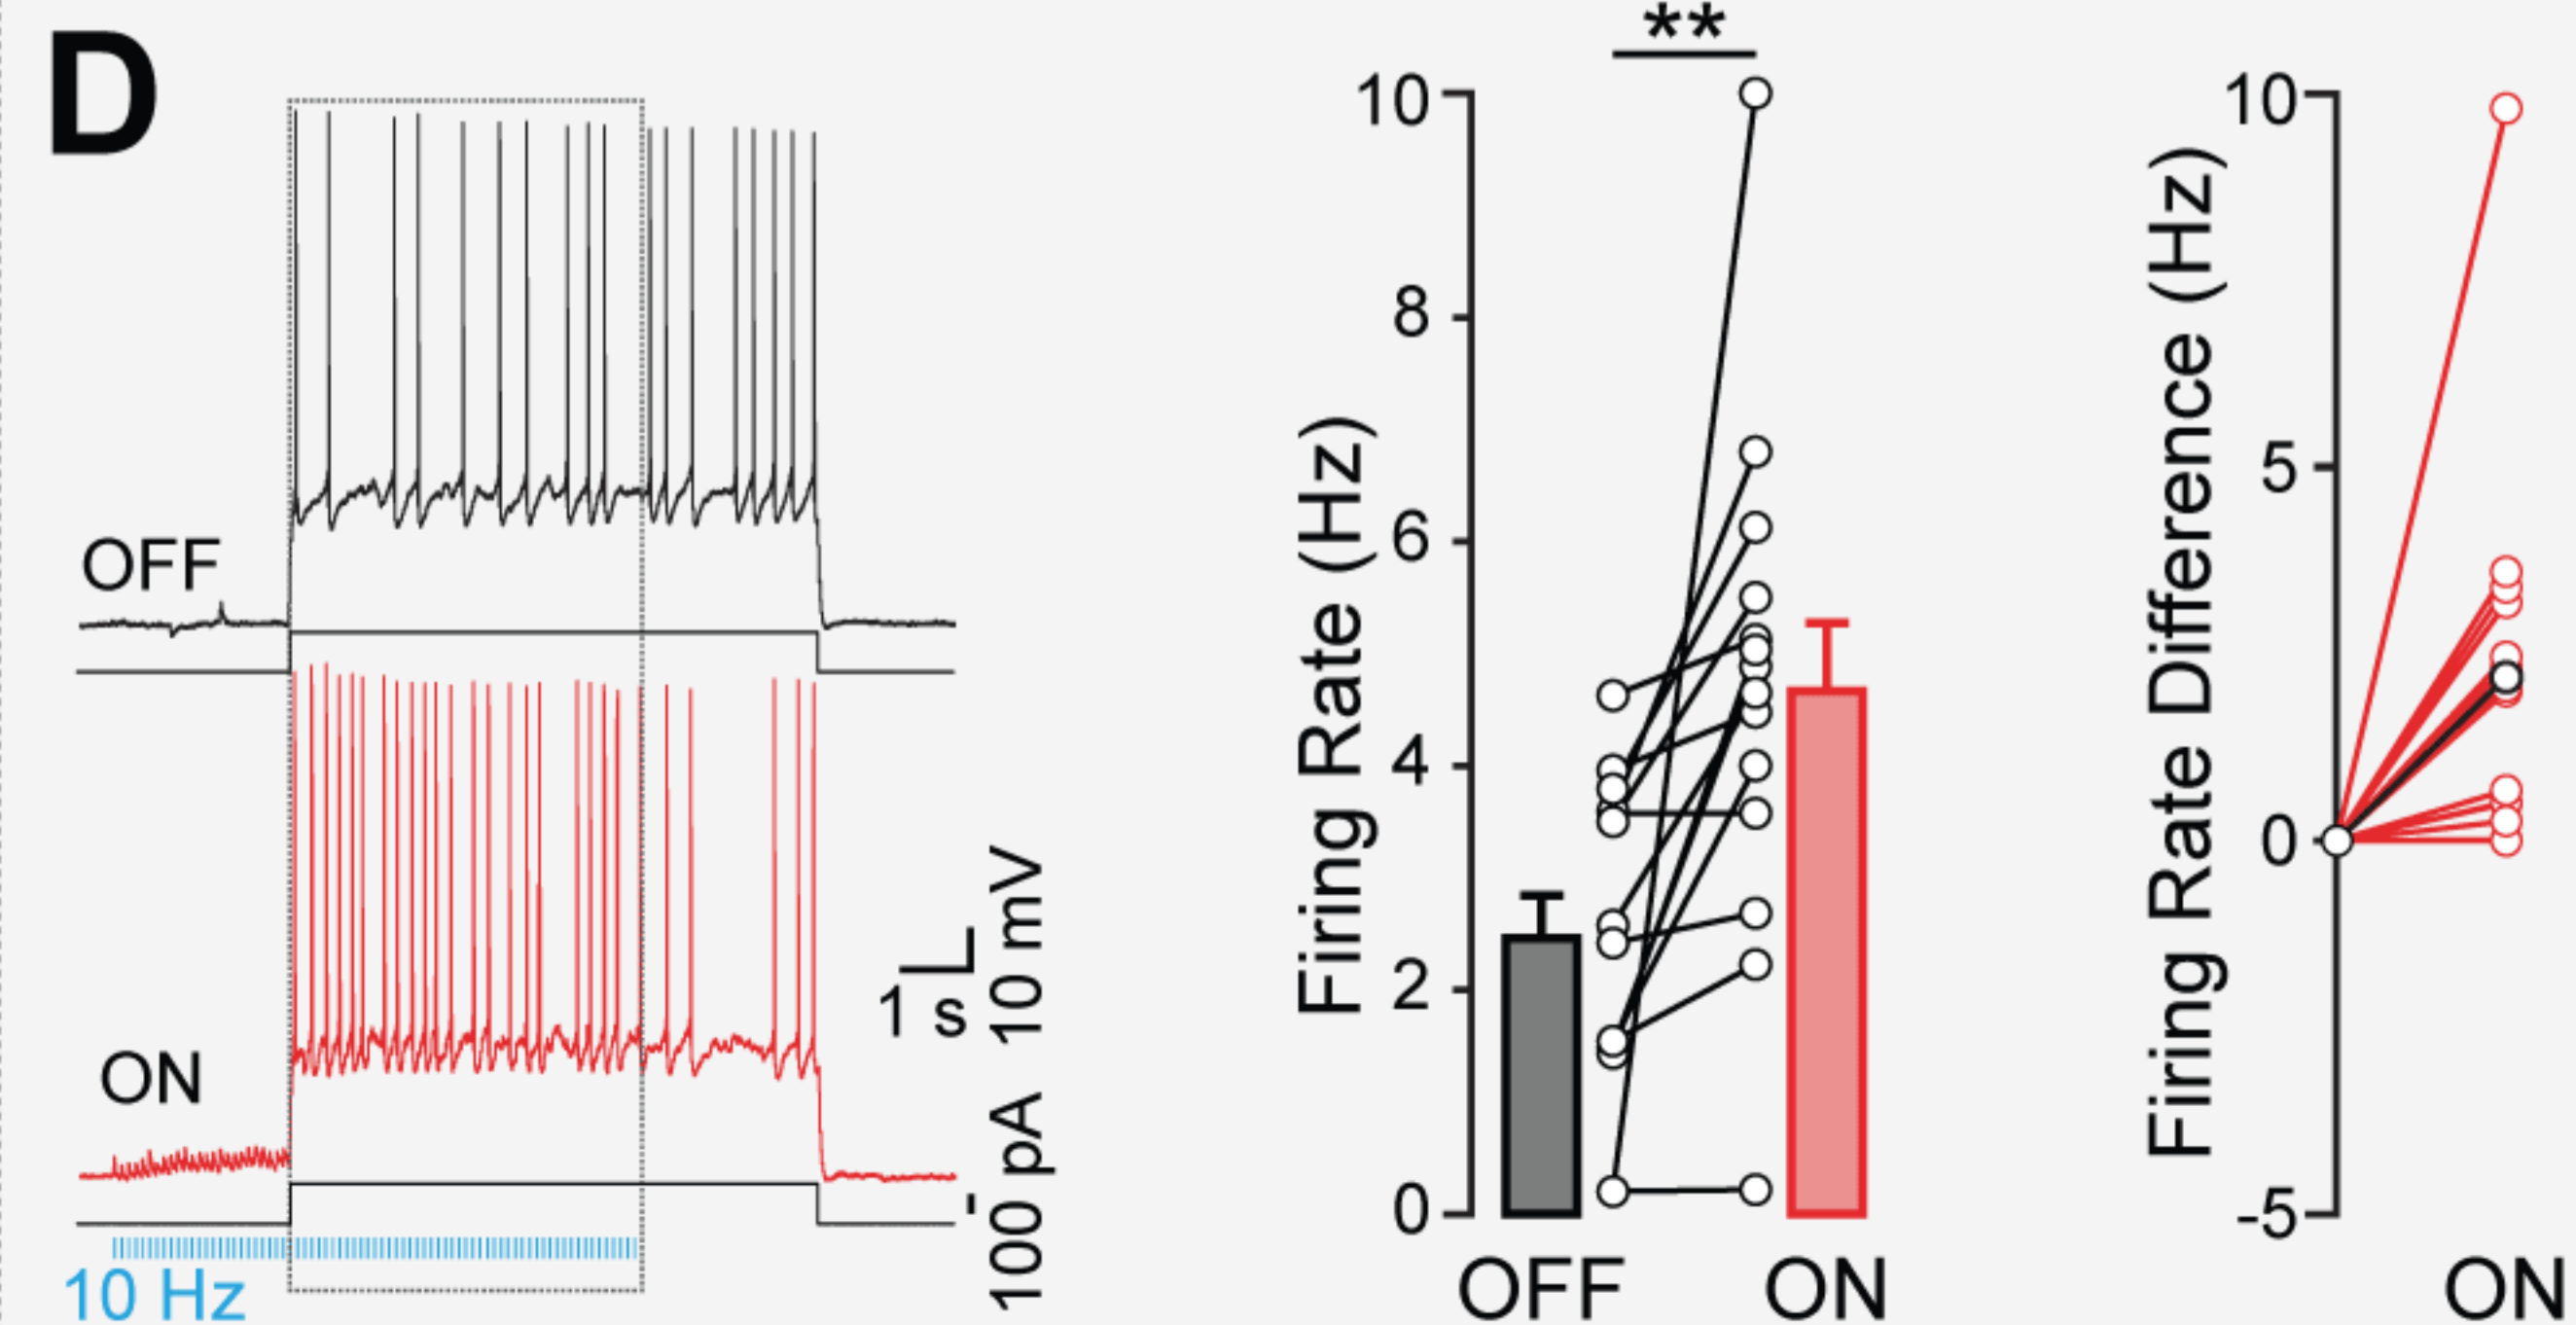 D
OFF
ON
10 Hz
1 s
10 mV
100 pA
**
Firing Rate (Hz)
10
8
6
4
2
0
OFF
ON
Firing Rate Difference (Hz)
10
5
0
-5
ON